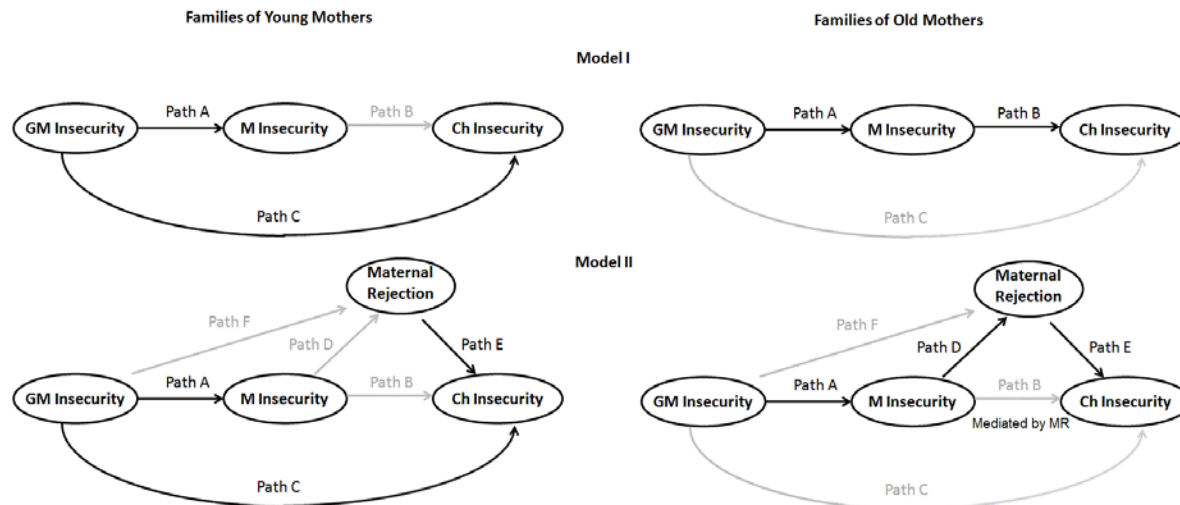 Families of Young Mothers
Families of Old Mothers
Model I
Path A
Path B
GM Insecurity
M Insecurity
Ch Insecurity
Path C
Path A
Path B
GM Insecurity
M Insecurity
Ch Insecurity
Path C
Model II
Maternal
Rejection
Path F
Path D
Path E
Path A
Path B
GM Insecurity
M Insecurity
Ch Insecurity
Path C
Maternal
Rejection
Path F
Path D
Path E
Path A
Path B
GM Insecurity
M Insecurity
Ch Insecurity
Mediated by MR
Path C